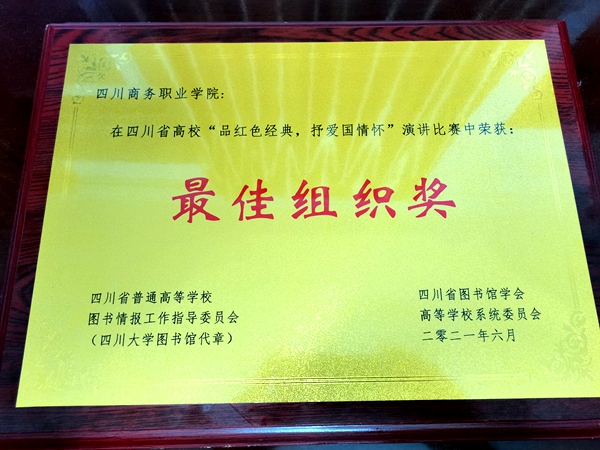 四川商务职业学院：
在四川省高校“品红色经典，抒爱国情怀”演讲比赛中荣获：
最佳组织奖
四川省普通高等学校
图书情报工作指导委员会
（四川大学图书馆代章）
四川省图书馆学会
高等学校系统委员会
二零二一年六月